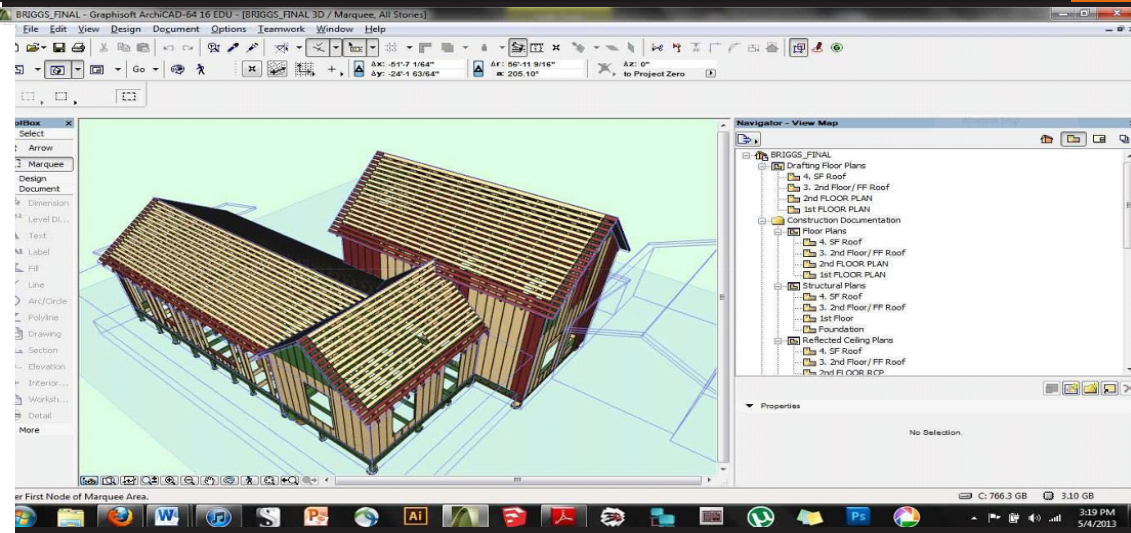 BRIGGS_FINAL - Graphisoft ArchiCAD-64 16 EDU - [BRIGGS_FINAL 3D / Marquee, All Stories]
File Edit View Design Document Options Teamwork Window Help
Go
Δx: -51'-7 1/64"
Δy: -24'-1 63/64"
Δr: 56'-11 9/16"
α: 205.10°
Δz: 0"
to Project Zero
olBox
Select
Arrow
Marquee
Design
Document
Dimension
Level Di...
Text
Label
Fill
Line
Arc/Circle
Polyline
Drawing
Section
Elevation
Interior...
Worksh...
Detail
More
Navigator - View Map
BRIGGS_FINAL
Drafting Floor Plans
4. SF Roof
3. 2nd Floor/ FF Roof
2nd FLOOR PLAN
1st FLOOR PLAN
Construction Documentation
Floor Plans
4. SF Roof
3. 2nd Floor/ FF Roof
2nd FLOOR PLAN
1st FLOOR PLAN
Structural Plans
4. SF Roof
3. 2nd Floor/ FF Roof
1st Floor
Foundation
Reflected Ceiling Plans
4. SF Roof
3. 2nd Floor/ FF Roof
2nd FLOOR RCP
Properties
No Selection.
er First Node of Marquee Area.
C: 766.3 GB
3.10 GB
Ai
Ps
3:19 PM
5/4/2013